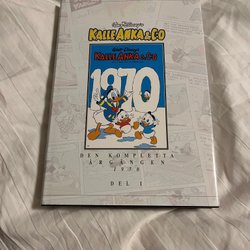 Walt Disney's
KALLE ANKA & C:O
Walt Disney's
KALLE ANKA & C:O
1970
DEN KOMPLETTA
ÅRGÅNGEN
1970
DEL 1